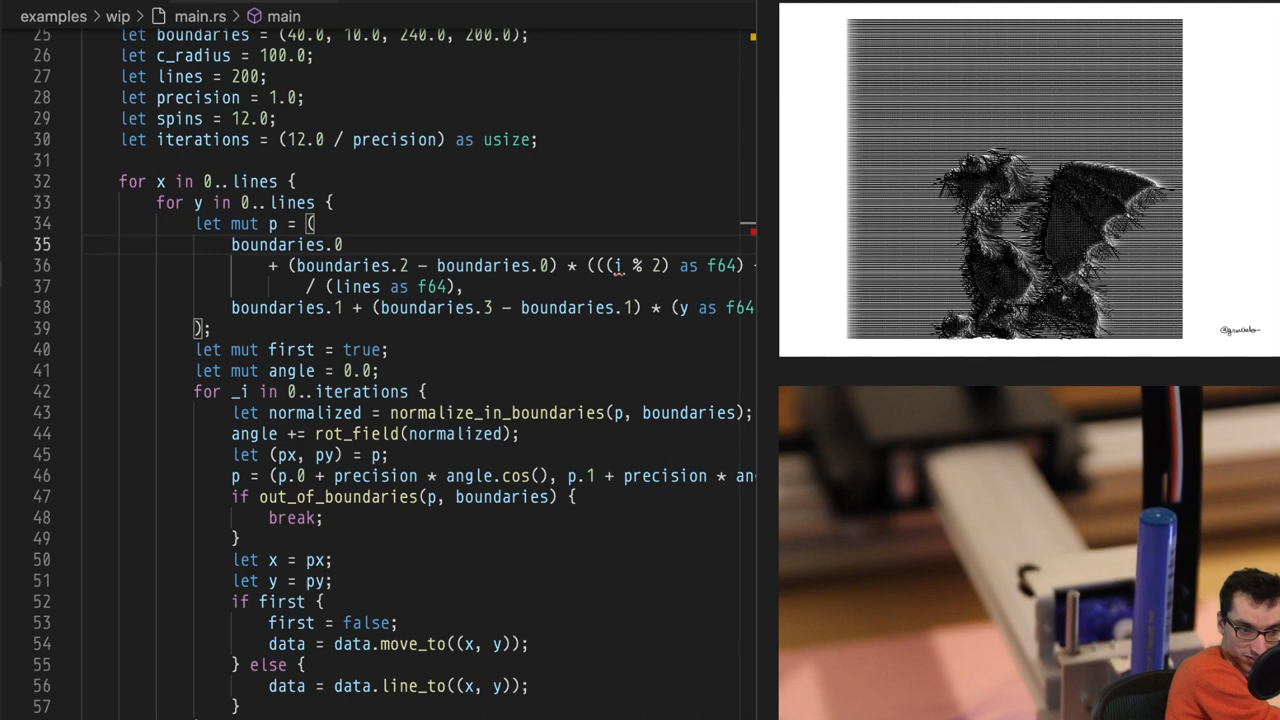 examples > wip > main.rs > main
25 let boundaries = (40.0, 10.0, 240.0, 200.0);
26 let c_radius = 100.0;
27 let lines = 200;
28 let precision = 1.0;
29 let spins = 12.0;
30 let iterations = (12.0 / precision) as usize;
31
32 for x in 0..lines {
33 for y in 0..lines {
34 let mut p = (
35 boundaries.0
36 + (boundaries.2 - boundaries.0) * (((i % 2) as f64)
37 / (lines as f64),
38 boundaries.1 + (boundaries.3 - boundaries.1) * (y as f64
39 );
40 let mut first = true;
41 let mut angle = 0.0;
42 for _i in 0..iterations {
43 let normalized = normalize_in_boundaries(p, boundaries);
44 angle += rot_field(normalized);
45 let (px, py) = p;
46 p = (p.0 + precision * angle.cos(), p.1 + precision * an
47 if out_of_boundaries(p, boundaries) {
48 break;
49 }
50 let x = px;
51 let y = py;
52 if first {
53 first = false;
54 data = data.move_to((x, y));
55 } else {
56 data = data.line_to((x, y));
57 }